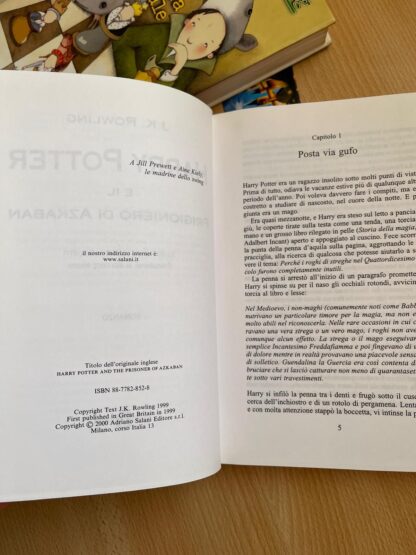 A Jill Prewett e Aine Kiely,
le madrine dello swing
il nostro indirizzo internet è:
www.salani.it
Titolo dell'originale inglese
HARRY POTTER AND THE PRISONER OF AZKABAN
ISBN 88-7782-852-8
Copyright Text J.K. Rowling 1999
First published in Great Britain in 1999
Copyright © 2000 Adriano Salani Editore s.r.l.
Milano, corso Italia 13
Capitolo 1
Posta via gufo
Harry Potter era un ragazzo insolito sotto molti punti di vist
Prima di tutto, odiava le vacanze estive più di qualunque alt
periodo dell'anno. Poi voleva davvero fare i compiti, ma e
costretto a studiare di nascosto, nel cuore della notte. E p
giunta era un mago.
Era quasi mezzanotte, e Harry era steso sul letto a pancia
giù, le coperte tirate sulla testa come una tenda, una torcia
mano e un grosso libro rilegato in pelle (Storia della magia,
Adalbert Incant) aperto e appoggiato al cuscino. Fece scorr
la punta della penna d'aquila sulla pagina, aggrottando le
pracciglia, alla ricerca di qualcosa che potesse aiutarlo a s
vere il tema: Perché i roghi di streghe nel Quattordicesimo
colo furono completamente inutili.
La penna si arrestò all'inizio di un paragrafo promette
Harry si spinse su per il naso gli occhiali rotondi, avvicin
torcia al libro e lesse:
Nel Medioevo, i non-maghi (comunemente noti come Babb
nutrivano un particolare timore per la magia, ma non e
molto abili nel riconoscerla. Nelle rare occasioni in cui c
ravano una vera strega o un vero mago, i roghi non avev
comunque alcun effetto. La strega o il mago eseguivar
semplice Incantesimo Freddafiamma e poi fingevano di u
di dolore mentre in realtà provavano una piacevole sensa
di solletico. Guendalina la Guercia era così contenta d
bruciare che si lasciò catturare non meno di quarantaset
te sotto vari travestimenti.
Harry si infilò la penna tra i denti e frugò sotto il cusc
cerca dell'inchiostro e di un rotolo di pergamena. Lent
e con molta attenzione stappò la boccetta, vi intinse la p
5